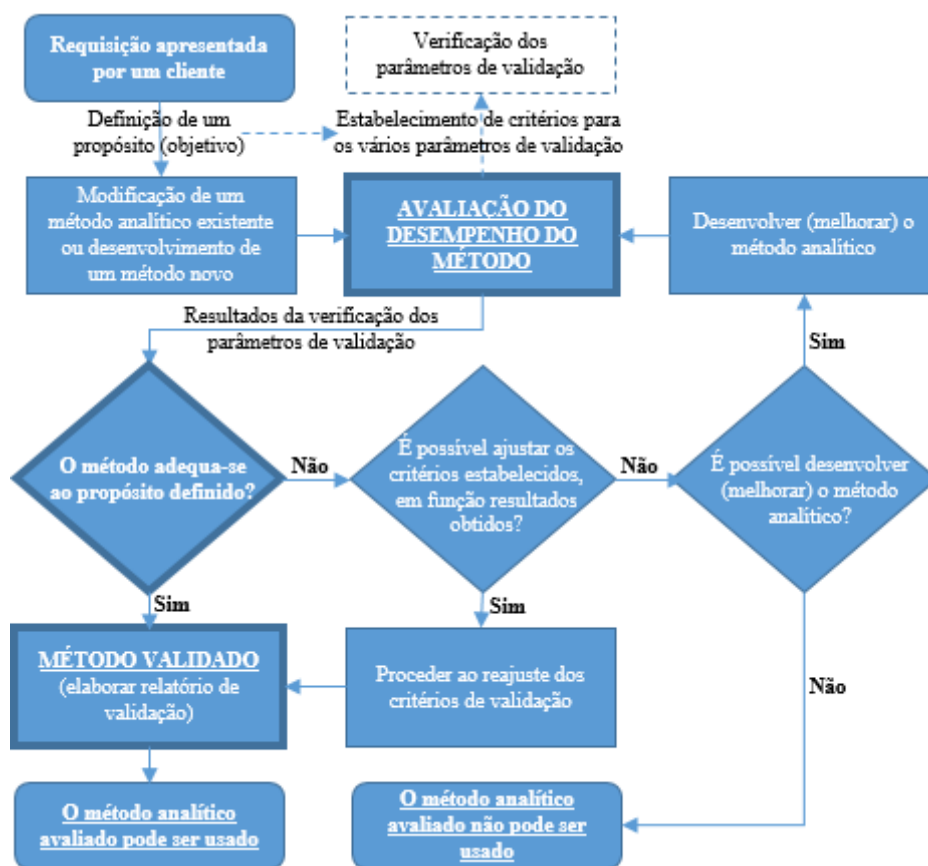 Requisição apresentada
por um cliente
Verificação dos
parâmetros de validação
Definição de um
propósito (objetivo)
Estabelecimento de critérios para
os vários parâmetros de validação
Modificação de um
método analítico existente
ou desenvolvimento de
um método novo
AVALIAÇÃO DO
DESEMPENHO DO
MÉTODO
Desenvolver (melhorar) o
método analítico
Resultados da verificação dos
parâmetros de validação
Sim
O método adequa-se
ao propósito definido?
Não
É possível ajustar os
critérios estabelecidos,
em função resultados
obtidos?
Não
É possível desenvolver
(melhorar) o método
analítico?
Sim
Sim
MÉTODO VALIDADO
(elaborar relatório de
validação)
Proceder ao reajuste dos
critérios de validação
Não
O método analítico
avaliado pode ser usado
O método analítico
avaliado não pode ser
usado